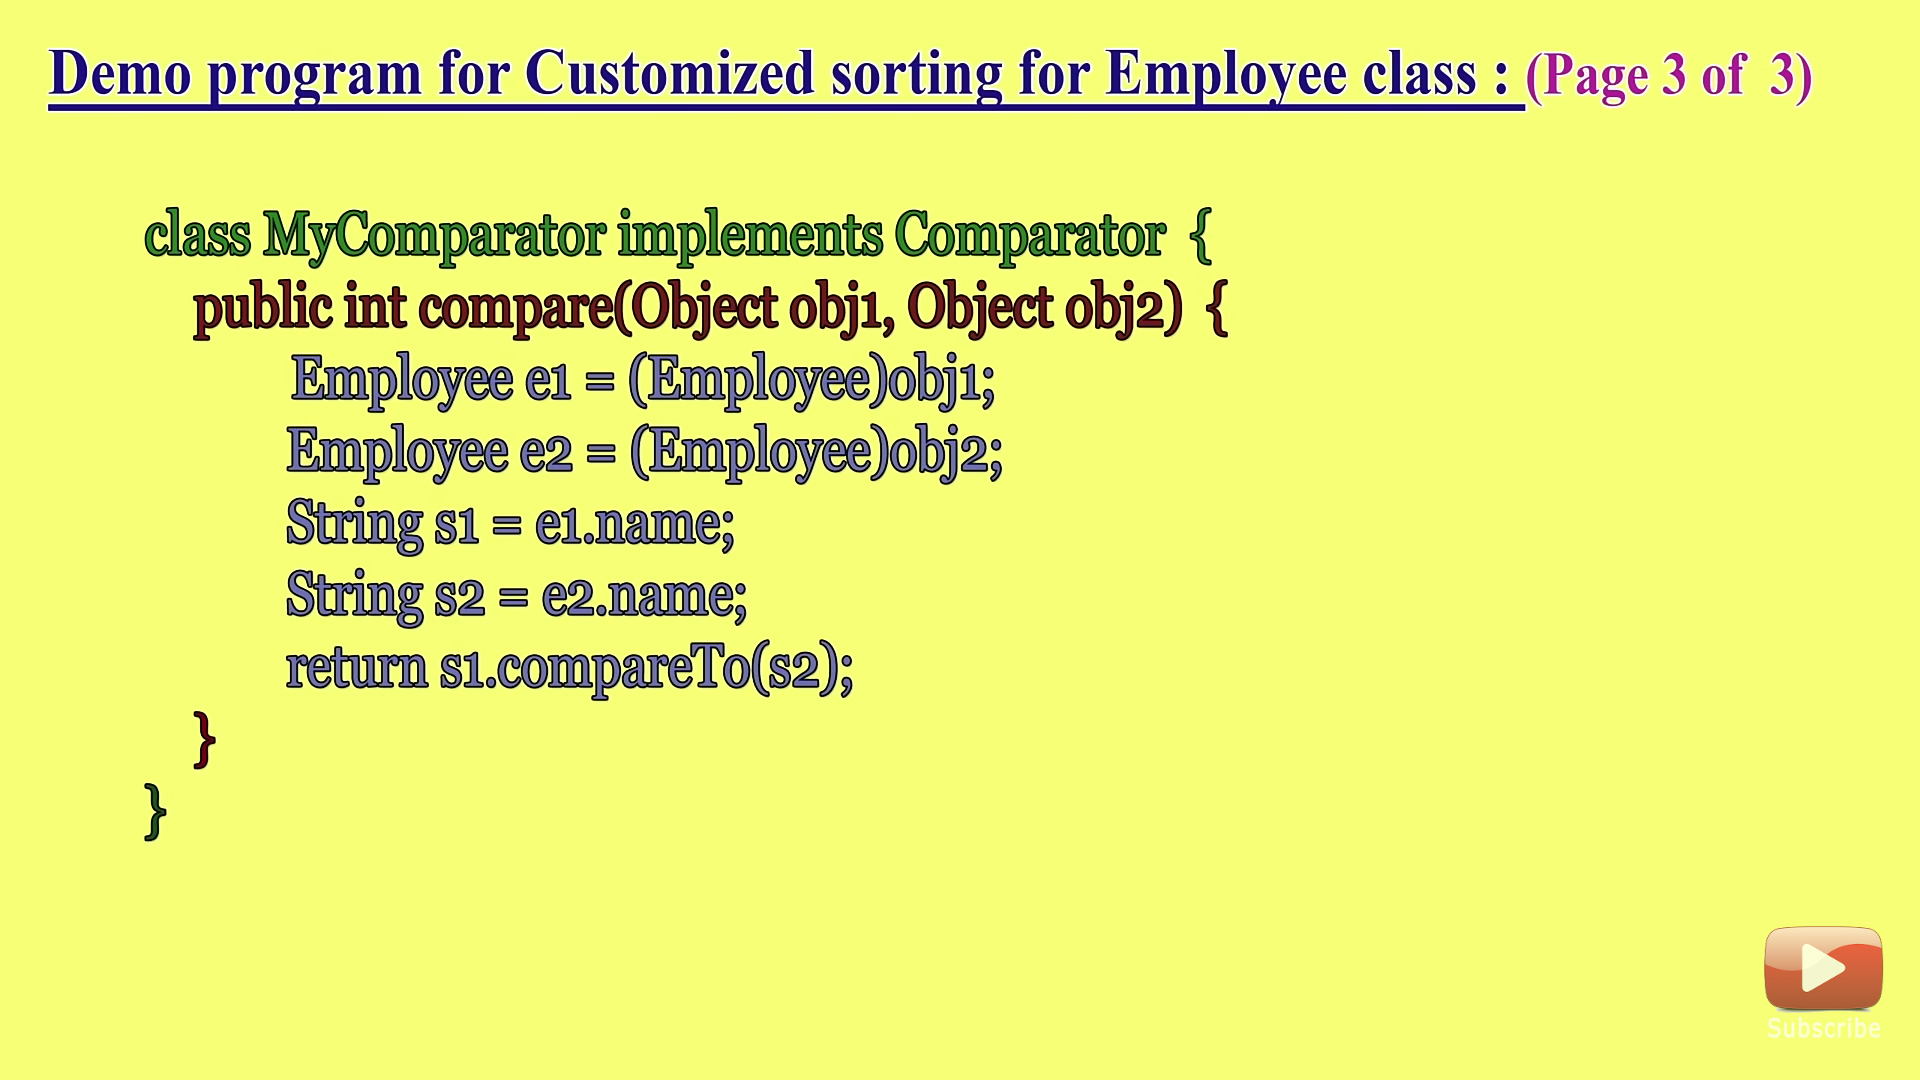 Demo program for Customized sorting for Employee class : (Page 3 of 3)
class MyComparator implements Comparator {
public int compare(Object obj1, Object obj2) {
Employee e1 = (Employee)obj1;
Employee e2 = (Employee)obj2;
String s1 = e1.name;
String s2 = e2.name;
return s1.compareTo(s2);
}
}
Subscribe